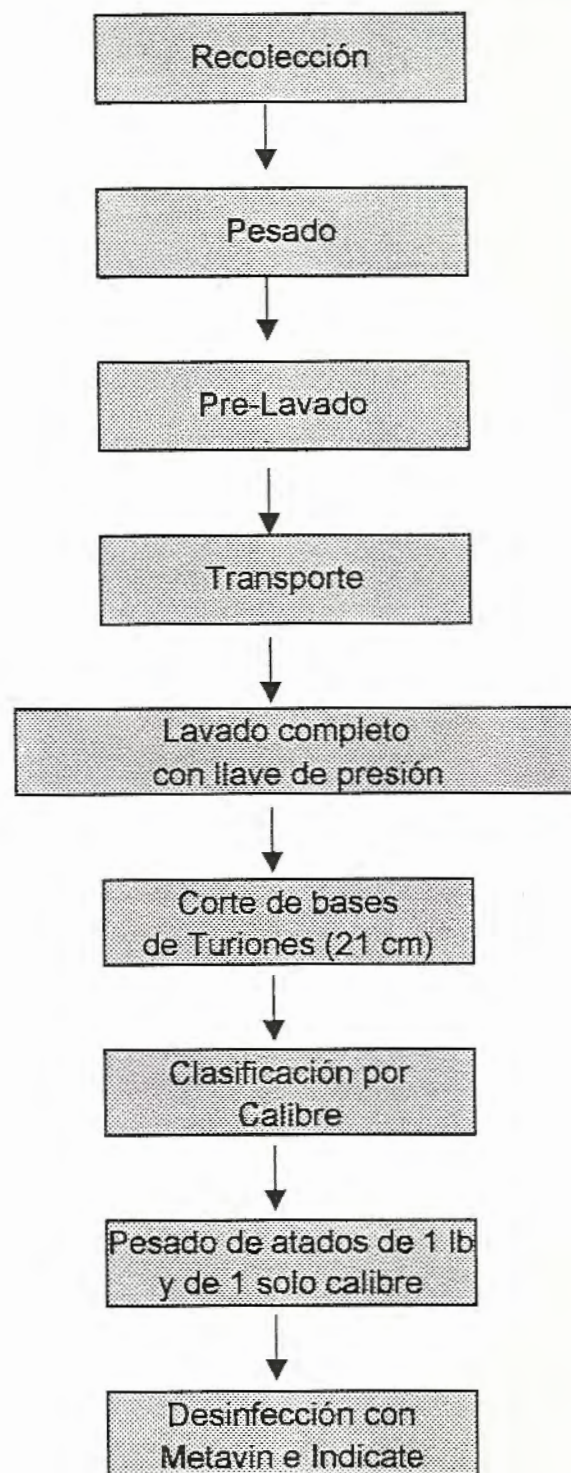 Recolección
Pesado
Pre-Lavado
Transporte
Lavado completo
con llave de presión
Corte de bases
de Turiones (21 cm)
Clasificación por
Calibre
Pesado de atados de 1 lb
y de 1 solo calibre
Desinfección con
Metavin e Indicate